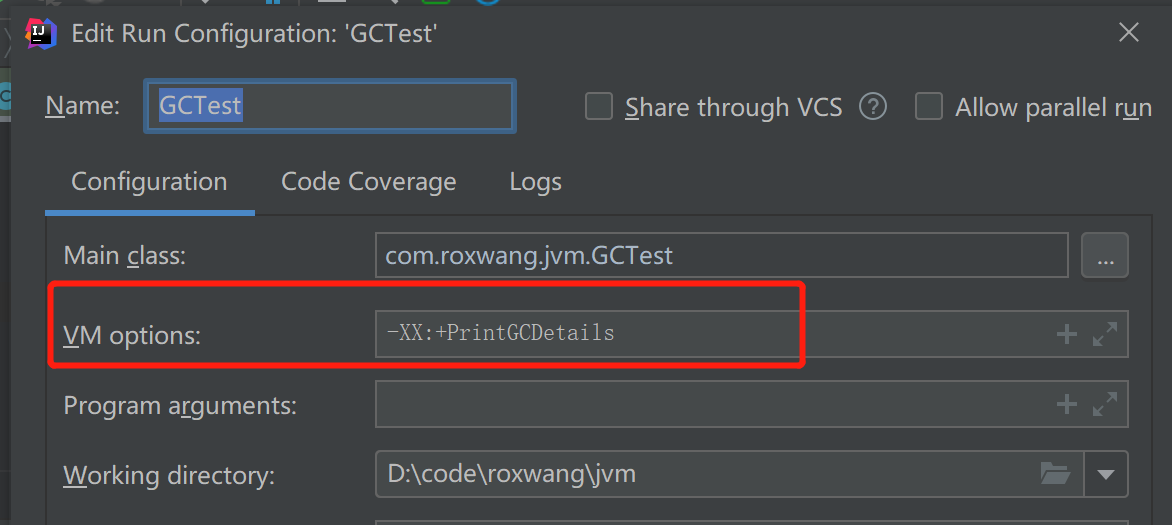 Edit Run Configuration: 'GCTest'
Name: GCTest Share through VCS ? Allow parallel run
Configuration Code Coverage Logs
Main class: com.roxwang.jvm.GCTest ...
VM options: -XX:+PrintGCDetails
Program arguments:
Working directory: D:\code\roxwang\jvm